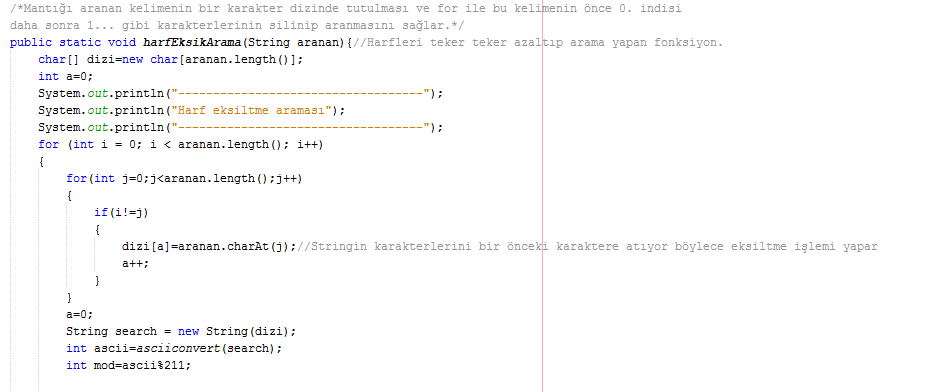 /*Mantığı aranan kelimenin bir karakter dizinde tutulması ve for ile bu kelimenin önce 0. indisi
daha sonra 1... gibi karakterlerinin silinip aranmasını sağlar.*/
public static void harfEksikArama(String aranan){//Harfleri teker teker azaltıp arama yapan fonksiyon.
char[] dizi=new char[aranan.length()];
int a=0;
System.out.println("-----------------------------------");
System.out.println("Harf eksiltme araması");
System.out.println("-----------------------------------");
for (int i = 0; i < aranan.length(); i++)
{
for(int j=0;j<aranan.length();j++)
{
if(i!=j)
{
dizi[a]=aranan.charAt(j);//Stringin karakterlerini bir önceki karaktere atıyor böylece eksiltme işlemi yapar
a++;
}
}
a=0;
String search = new String(dizi);
int ascii=asciiconvert(search);
int mod=ascii%211;